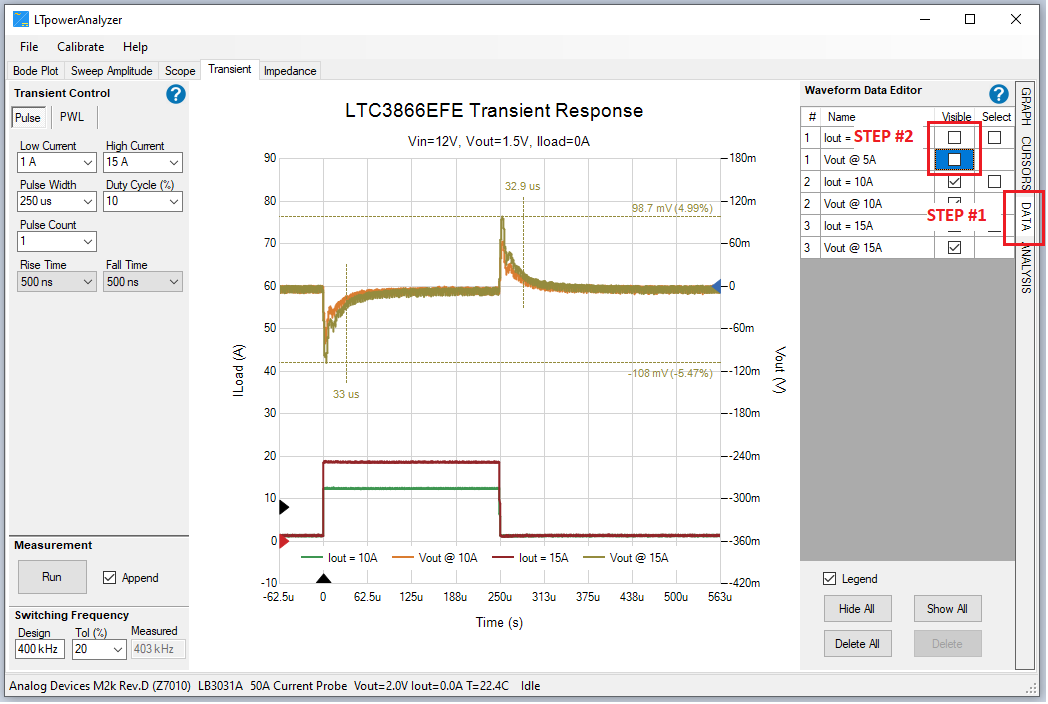 LTpowerAnalyzer
File Calibrate Help
Bode Plot Sweep Amplitude Scope Transient Impedance
Transient Control ?
Pulse PWL
Low Current High Current
1 A 15 A
Pulse Width Duty Cycle (%)
250 us 10
Pulse Count
1
Rise Time Fall Time
500 ns 500 ns
Measurement
Run Append
Switching Frequency
Design Tol (%) Measured
400 kHz 20 403 kHz
LTC3866EFE Transient Response
Vin=12V, Vout=1.5V, Iload=0A
90
80
70
60
50
40
30
20
10
0
-10
ILoad (A)
180m
120m
60m
0
-60m
-120m
-180m
-240m
-300m
-360m
-420m
Vout (V)
32.9 us
98.7 mV (4.99%)
-108 mV (-5.47%)
33 us
Iout = 10A Vout @ 10A Iout = 15A Vout @ 15A
-62.5u 0 62.5u 125u 188u 250u 313u 375u 438u 500u 563u
Time (s)
Waveform Data Editor ?
# Name Visible Select
1 Iout = STEP #2
1 Vout @ 5A
2 Iout = 10A
2 Vout @ 10A
STEP #1
3 Iout = 15A
3 Vout @ 15A
GRAPH
CURSORS
DATA
ANALYSIS
Legend
Hide All Show All
Delete All Delete
Analog Devices M2k Rev.D (Z7010) LB3031A 50A Current Probe Vout=2.0V Iout=0.0A T=22.4C Idle